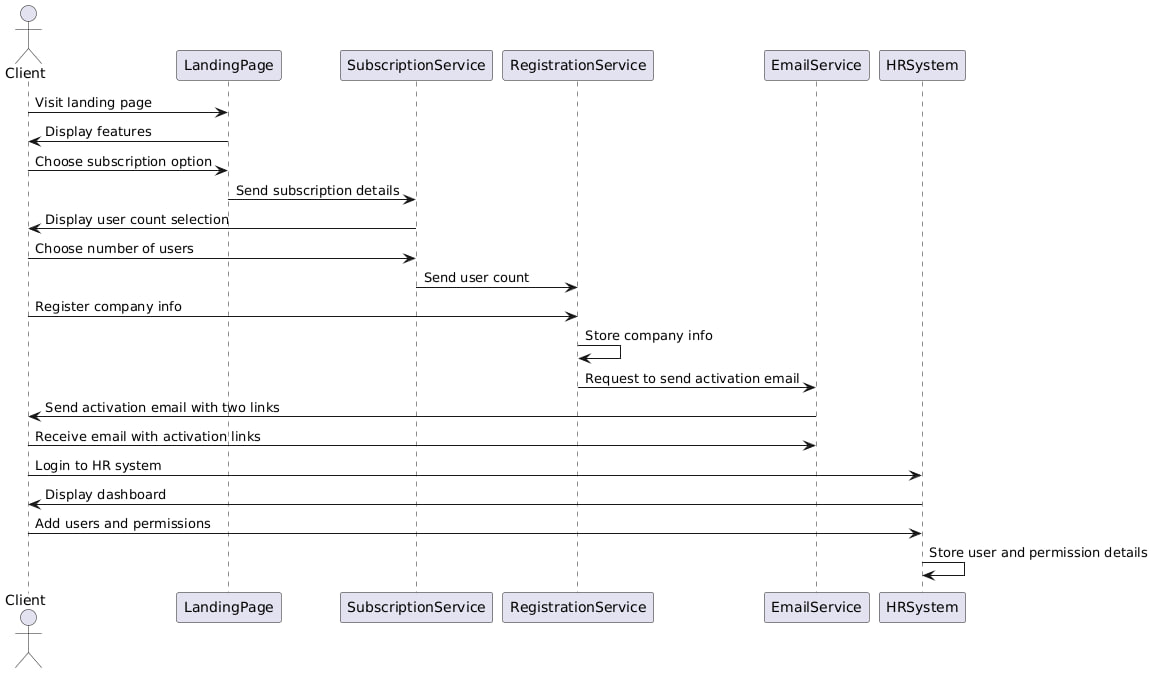 Client
LandingPage
SubscriptionService
RegistrationService
EmailService
HRSystem
Visit landing page
Display features
Choose subscription option
Send subscription details
Display user count selection
Choose number of users
Send user count
Register company info
Store company info
Request to send activation email
Send activation email with two links
Receive email with activation links
Login to HR system
Display dashboard
Add users and permissions
Store user and permission details
Client
LandingPage
SubscriptionService
RegistrationService
EmailService
HRSystem